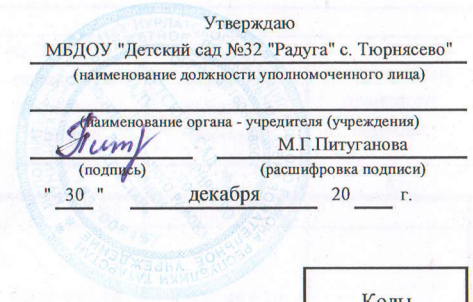 Утверждаю
МБДОУ "Детский сад №32 "Радуга" с. Тюрнясево"
(наименование должности уполномоченного лица)
(наименование органа - учредителя (учреждения)
М.Г.Питуганова
(подпись) (расшифровка подписи)
" 30 " декабря 20 г.
Коды